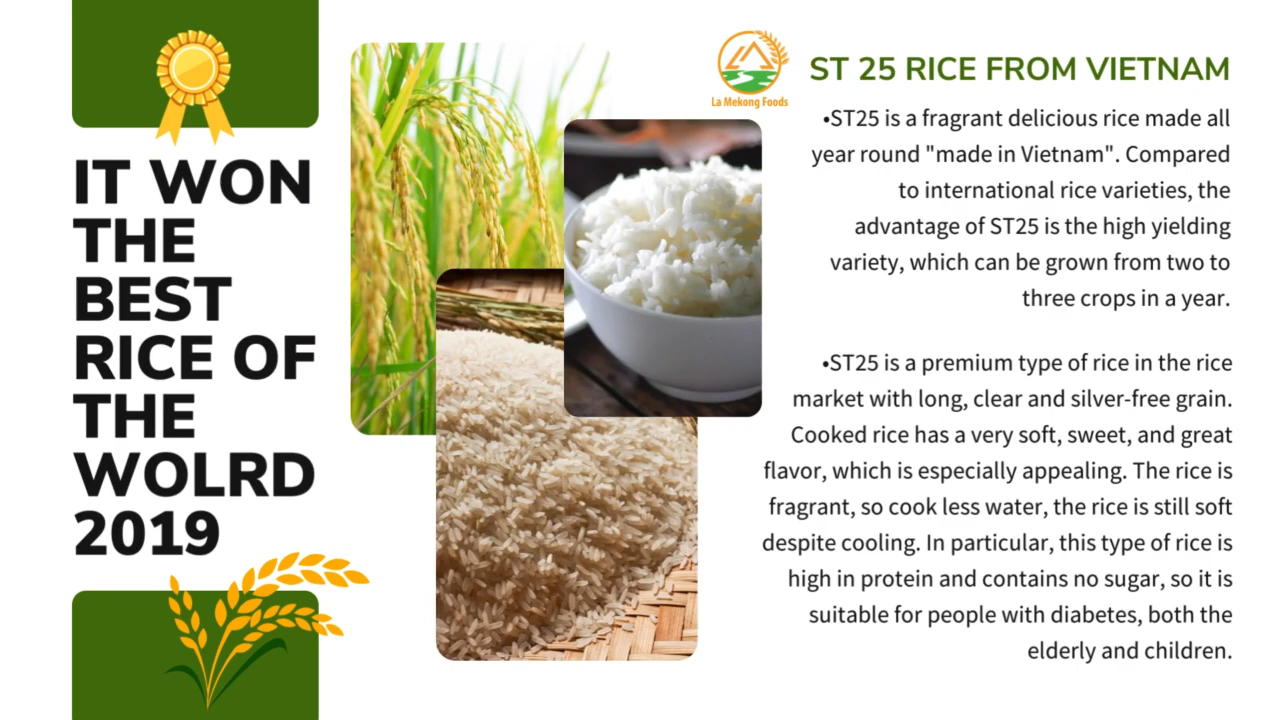 IT WON
THE
BEST
RICE OF
THE
WOLRD
2019
La Mekong Foods
ST 25 RICE FROM VIETNAM
•ST25 is a fragrant delicious rice made all
year round "made in Vietnam". Compared
to international rice varieties, the
advantage of ST25 is the high yielding
variety, which can be grown from two to
three crops in a year.
•ST25 is a premium type of rice in the rice
market with long, clear and silver-free grain.
Cooked rice has a very soft, sweet, and great
flavor, which is especially appealing. The rice is
fragrant, so cook less water, the rice is still soft
despite cooling. In particular, this type of rice is
high in protein and contains no sugar, so it is
suitable for people with diabetes, both the
elderly and children.